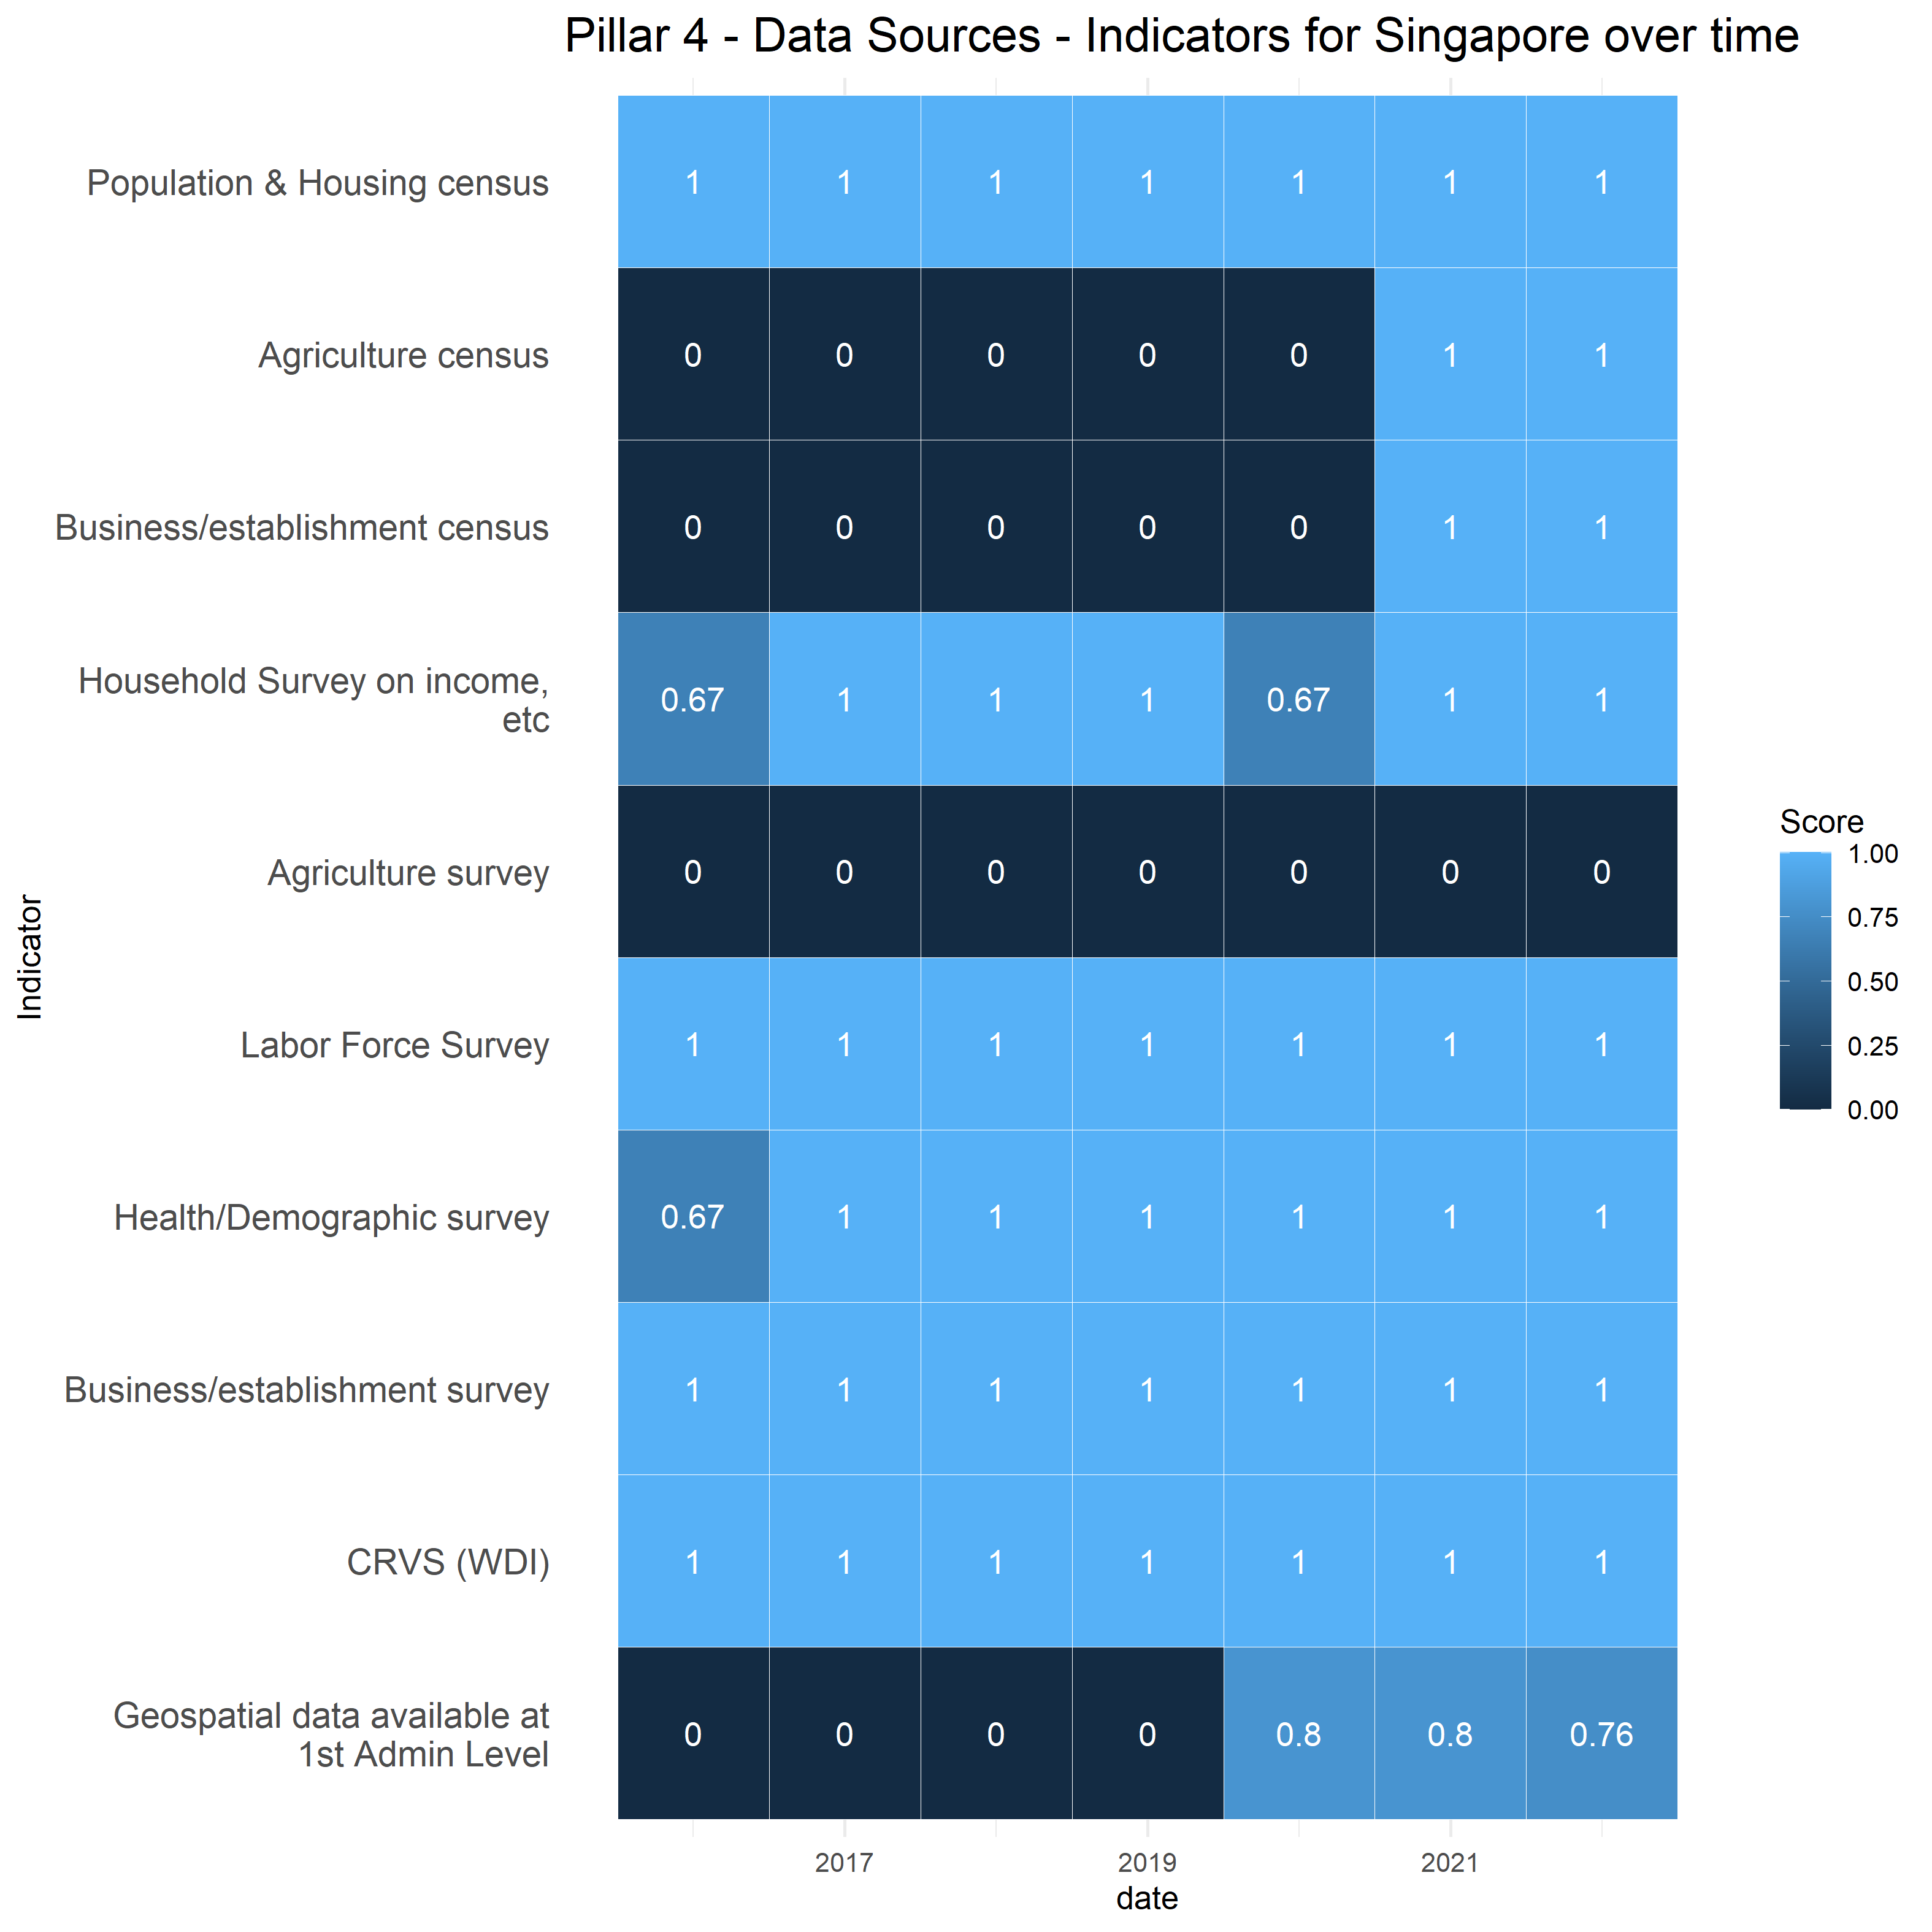 Pillar 4 - Data Sources - Indicators for Singapore over time
Population & Housing census
1 1 1 1 1 1 1
Agriculture census
0 0 0 0 0 1 1
Business/establishment census
0 0 0 0 0 1 1
Household Survey on income,
etc
0.67 1 1 1 0.67 1 1
Agriculture survey
0 0 0 0 0 0 0
Labor Force Survey
1 1 1 1 1 1 1
Health/Demographic survey
0.67 1 1 1 1 1 1
Business/establishment survey
1 1 1 1 1 1 1
CRVS (WDI)
1 1 1 1 1 1 1
Geospatial data available at
1st Admin Level
0 0 0 0 0.8 0.8 0.76
2017 2019 2021
date
Indicator
Score
1.00
0.75
0.50
0.25
0.00